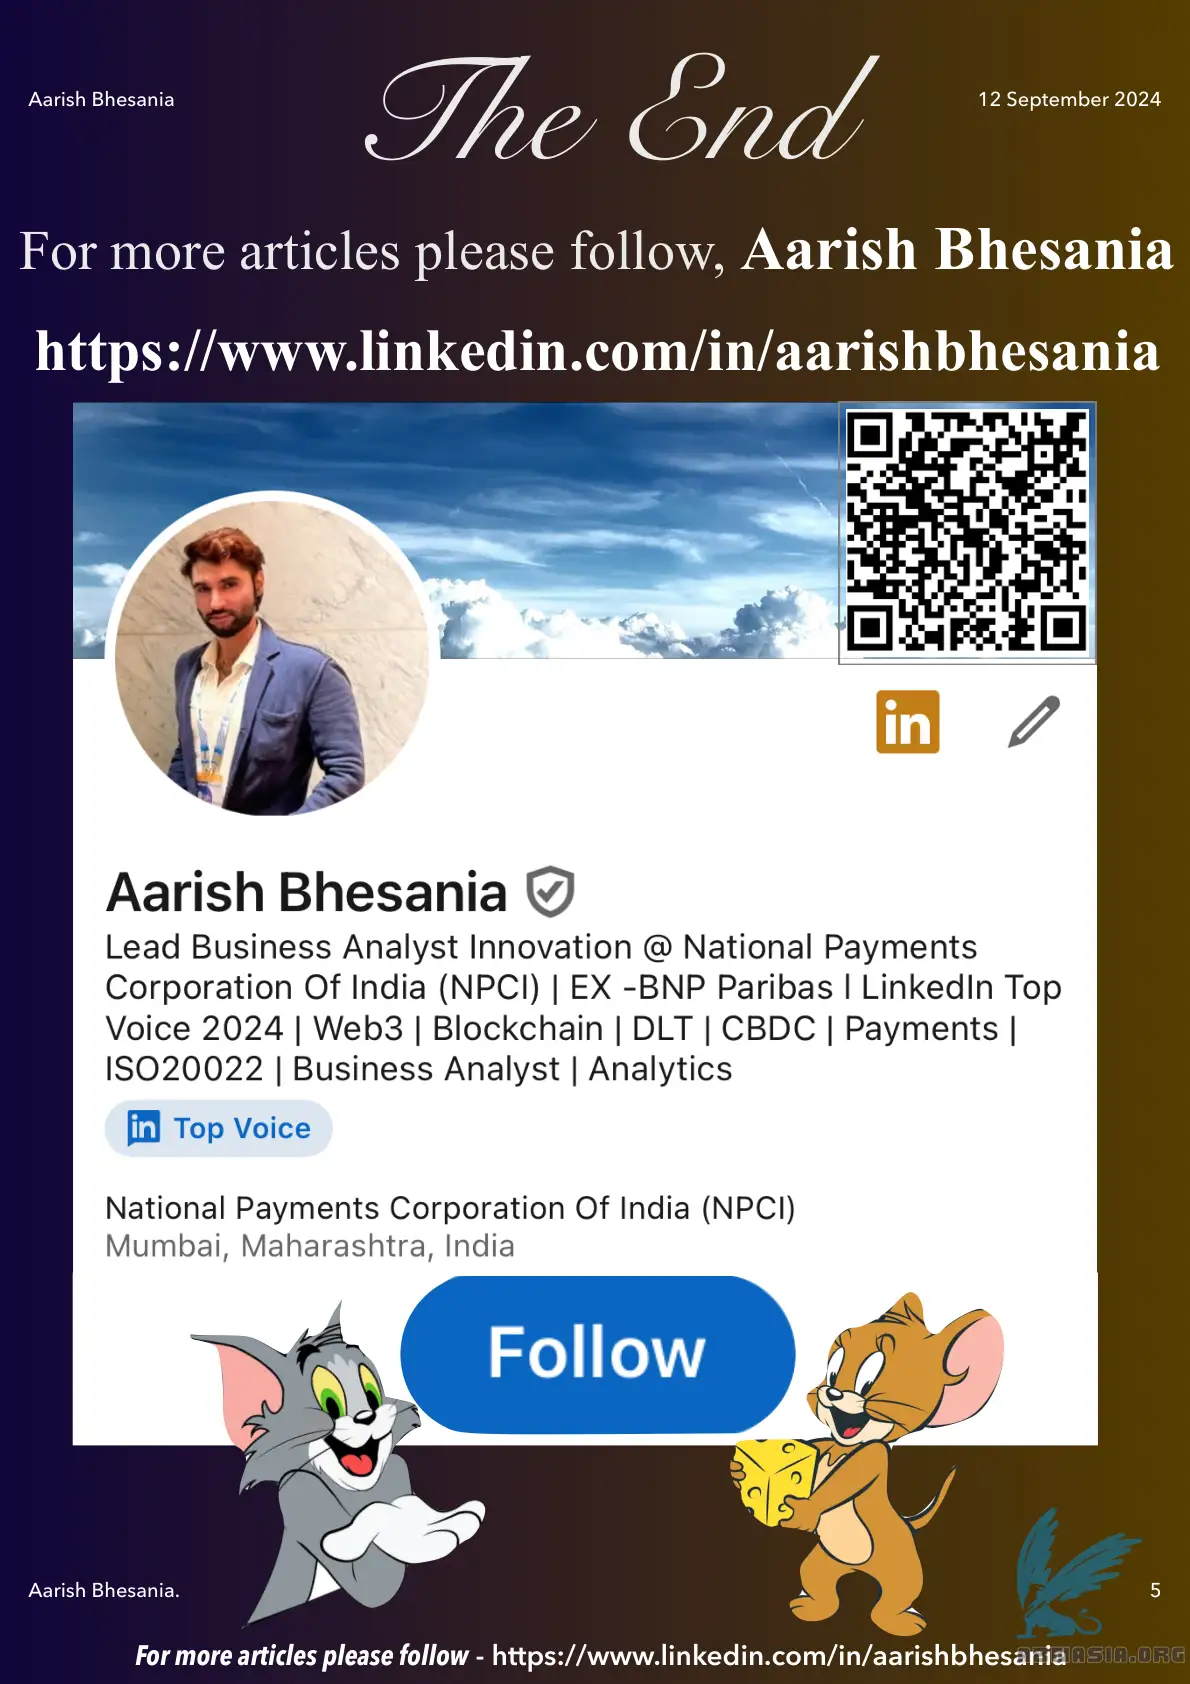 Aarish Bhesania
The End
12 September 2024
For more articles please follow, Aarish Bhesania
https://www.linkedin.com/in/aarishbhesania
in
Aarish Bhesania
Lead Business Analyst Innovation @ National Payments
Corporation Of India (NPCI) | EX -BNP Paribas l LinkedIn Top
Voice 2024 | Web3 | Blockchain | DLT | CBDC | Payments |
ISO20022 | Business Analyst | Analytics
in Top Voice
National Payments Corporation Of India (NPCI)
Mumbai, Maharashtra, India
Follow
Aarish Bhesania.
5
For more articles please follow - https://www.linkedin.com/in/aarishbhesania